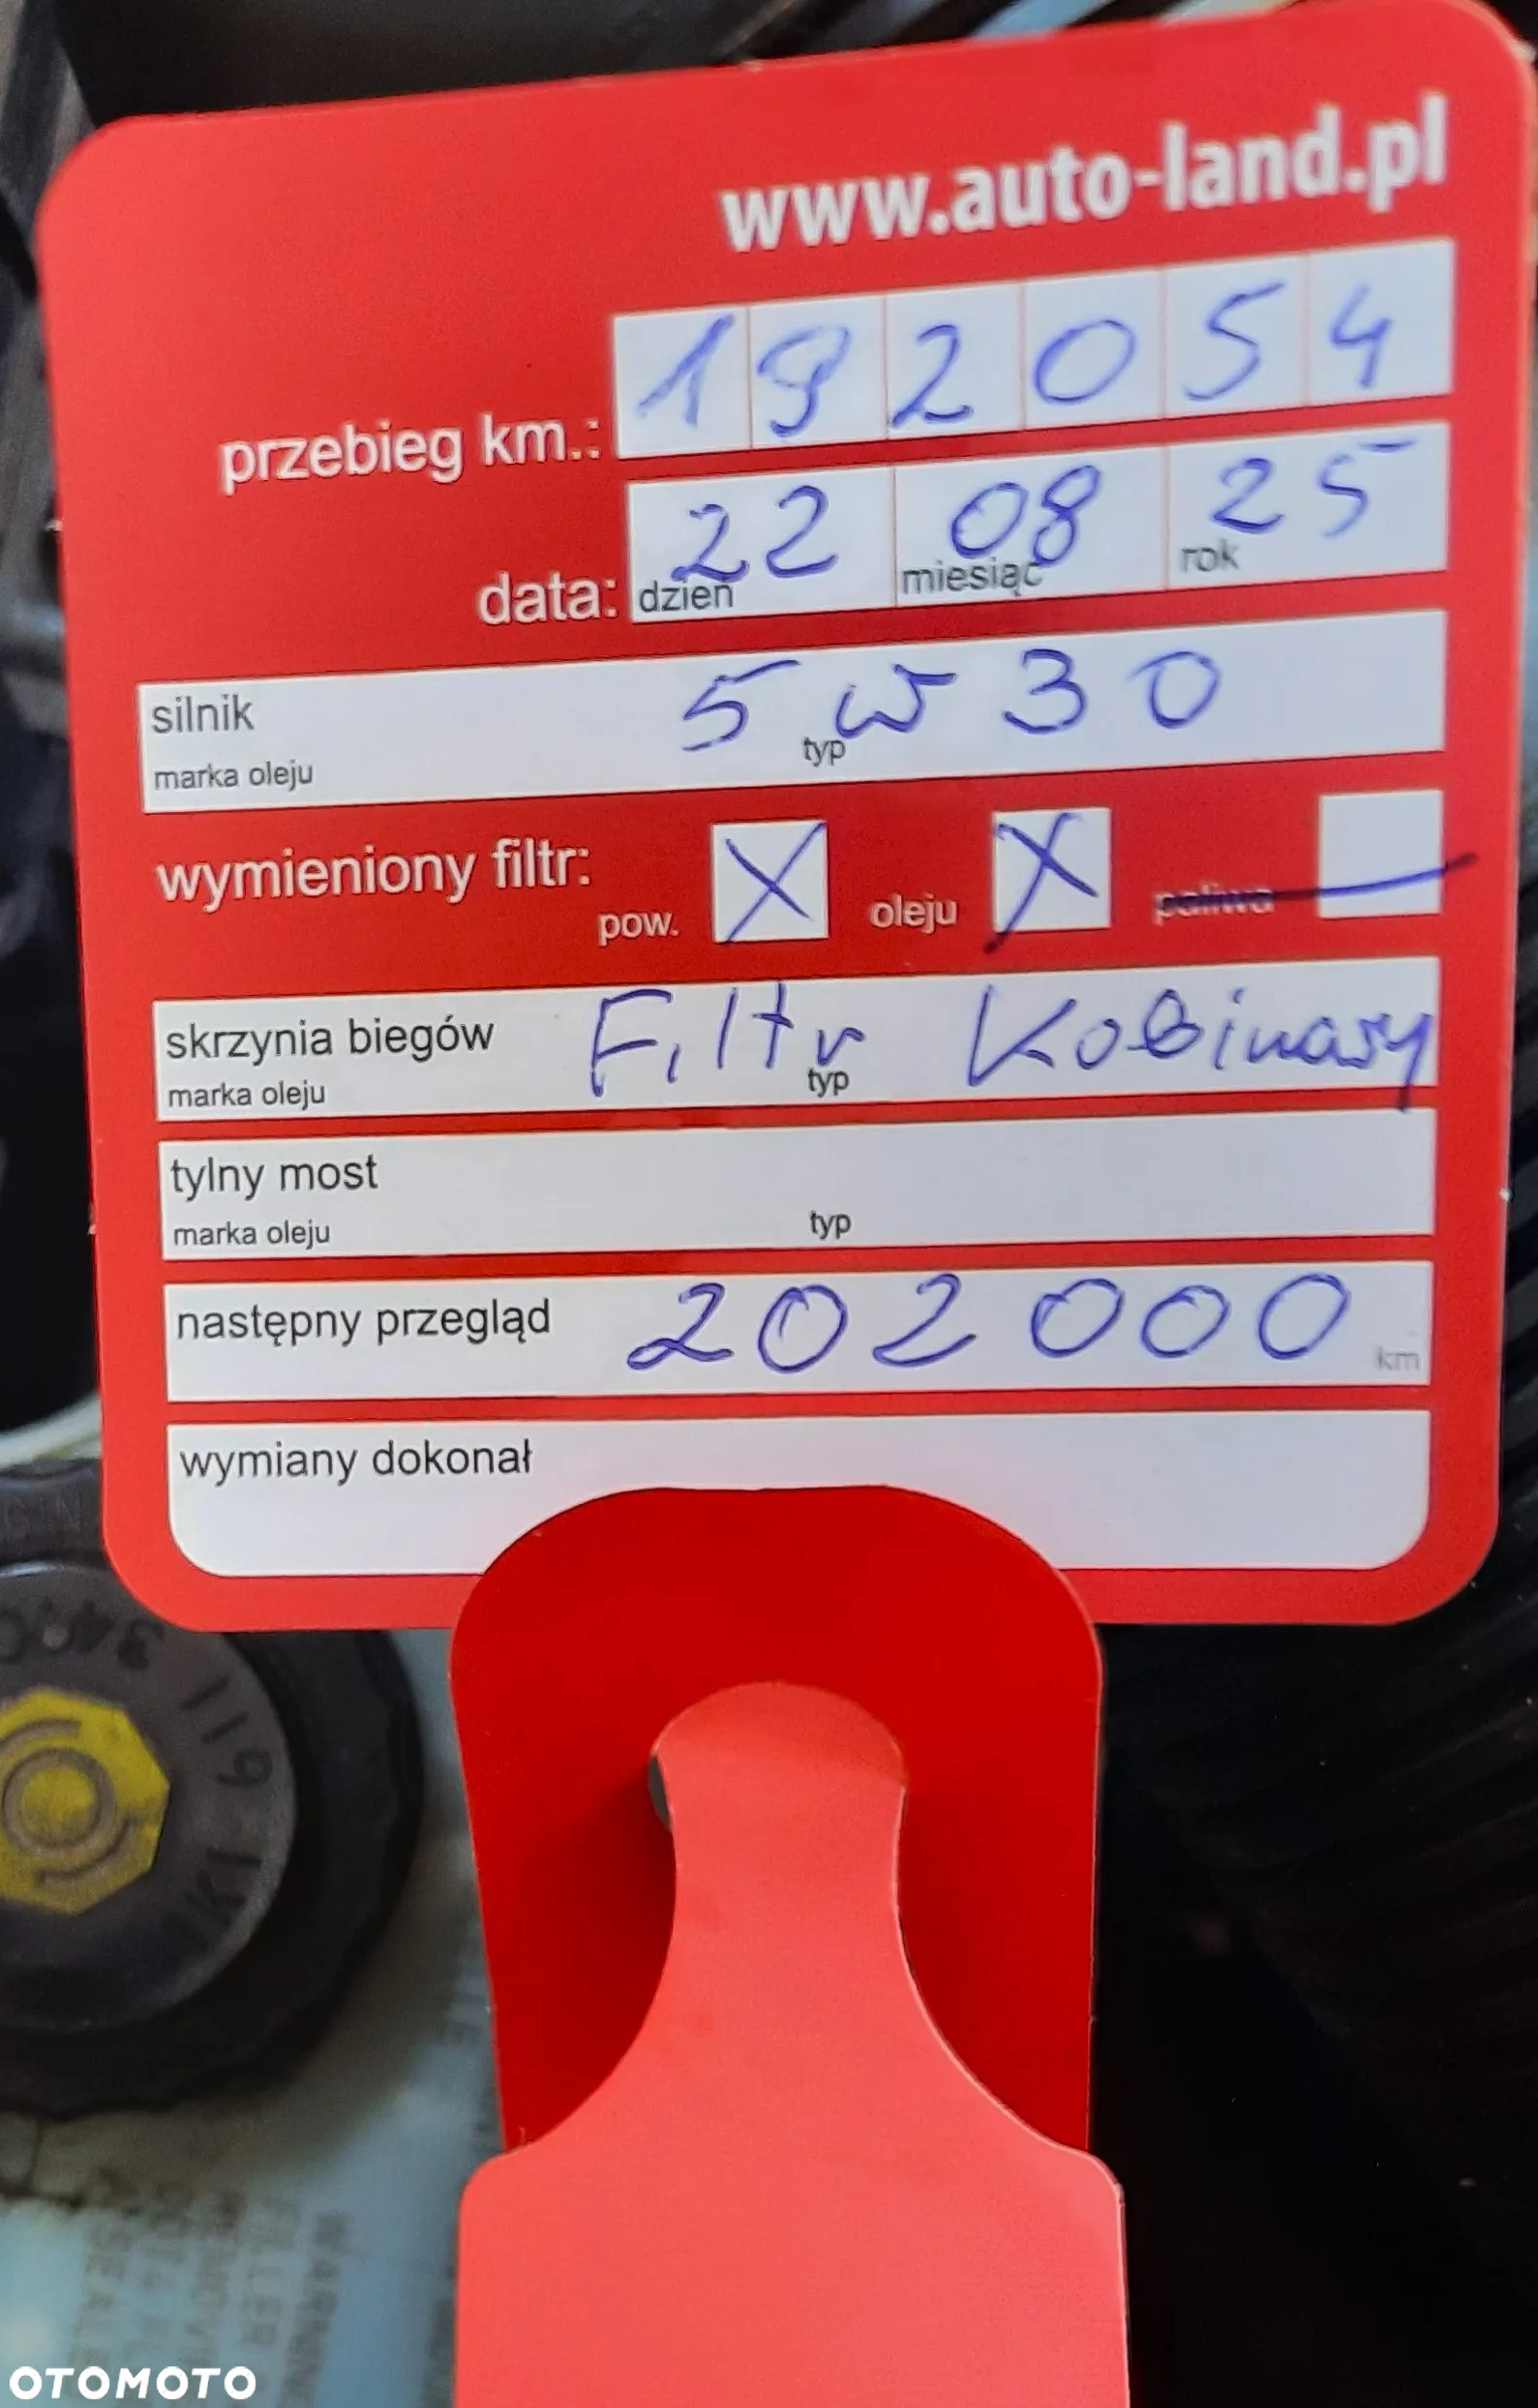 www.auto-land.pl
przebieg km.: 192054
data: 22 dzień 08 miesiąc 25 rok
silnik 5w30
marka oleju typ
wymieniony filtr: pow. X oleju X paliwa
skrzynia biegów Filtr Kabinowy
marka oleju typ
tylny most
marka oleju typ
następny przegląd 202000 km
wymiany dokonał
119
WARNING
OTOMOTO